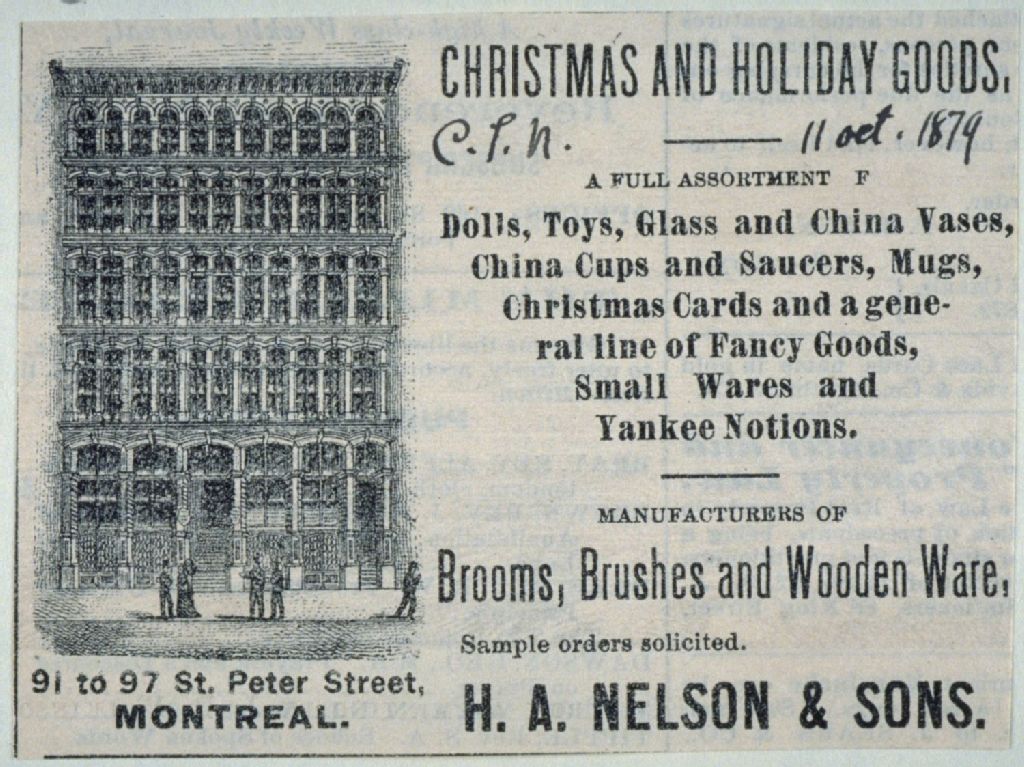 CHRISTMAS AND HOLIDAY GOODS,
C.I.N. 11 oct. 1879
A FULL ASSORTMENT F
Dolls, Toys, Glass and China Vases,
China Cups and Saucers, Mugs,
Christmas Cards and a gene-
ral line of Fancy Goods,
Small Wares and
Yankee Notions.
MANUFACTURERS OF
Brooms, Brushes and Wooden Ware,
Sample orders solicited.
H. A. NELSON & SONS.
91 to 97 St. Peter Street,
MONTREAL.